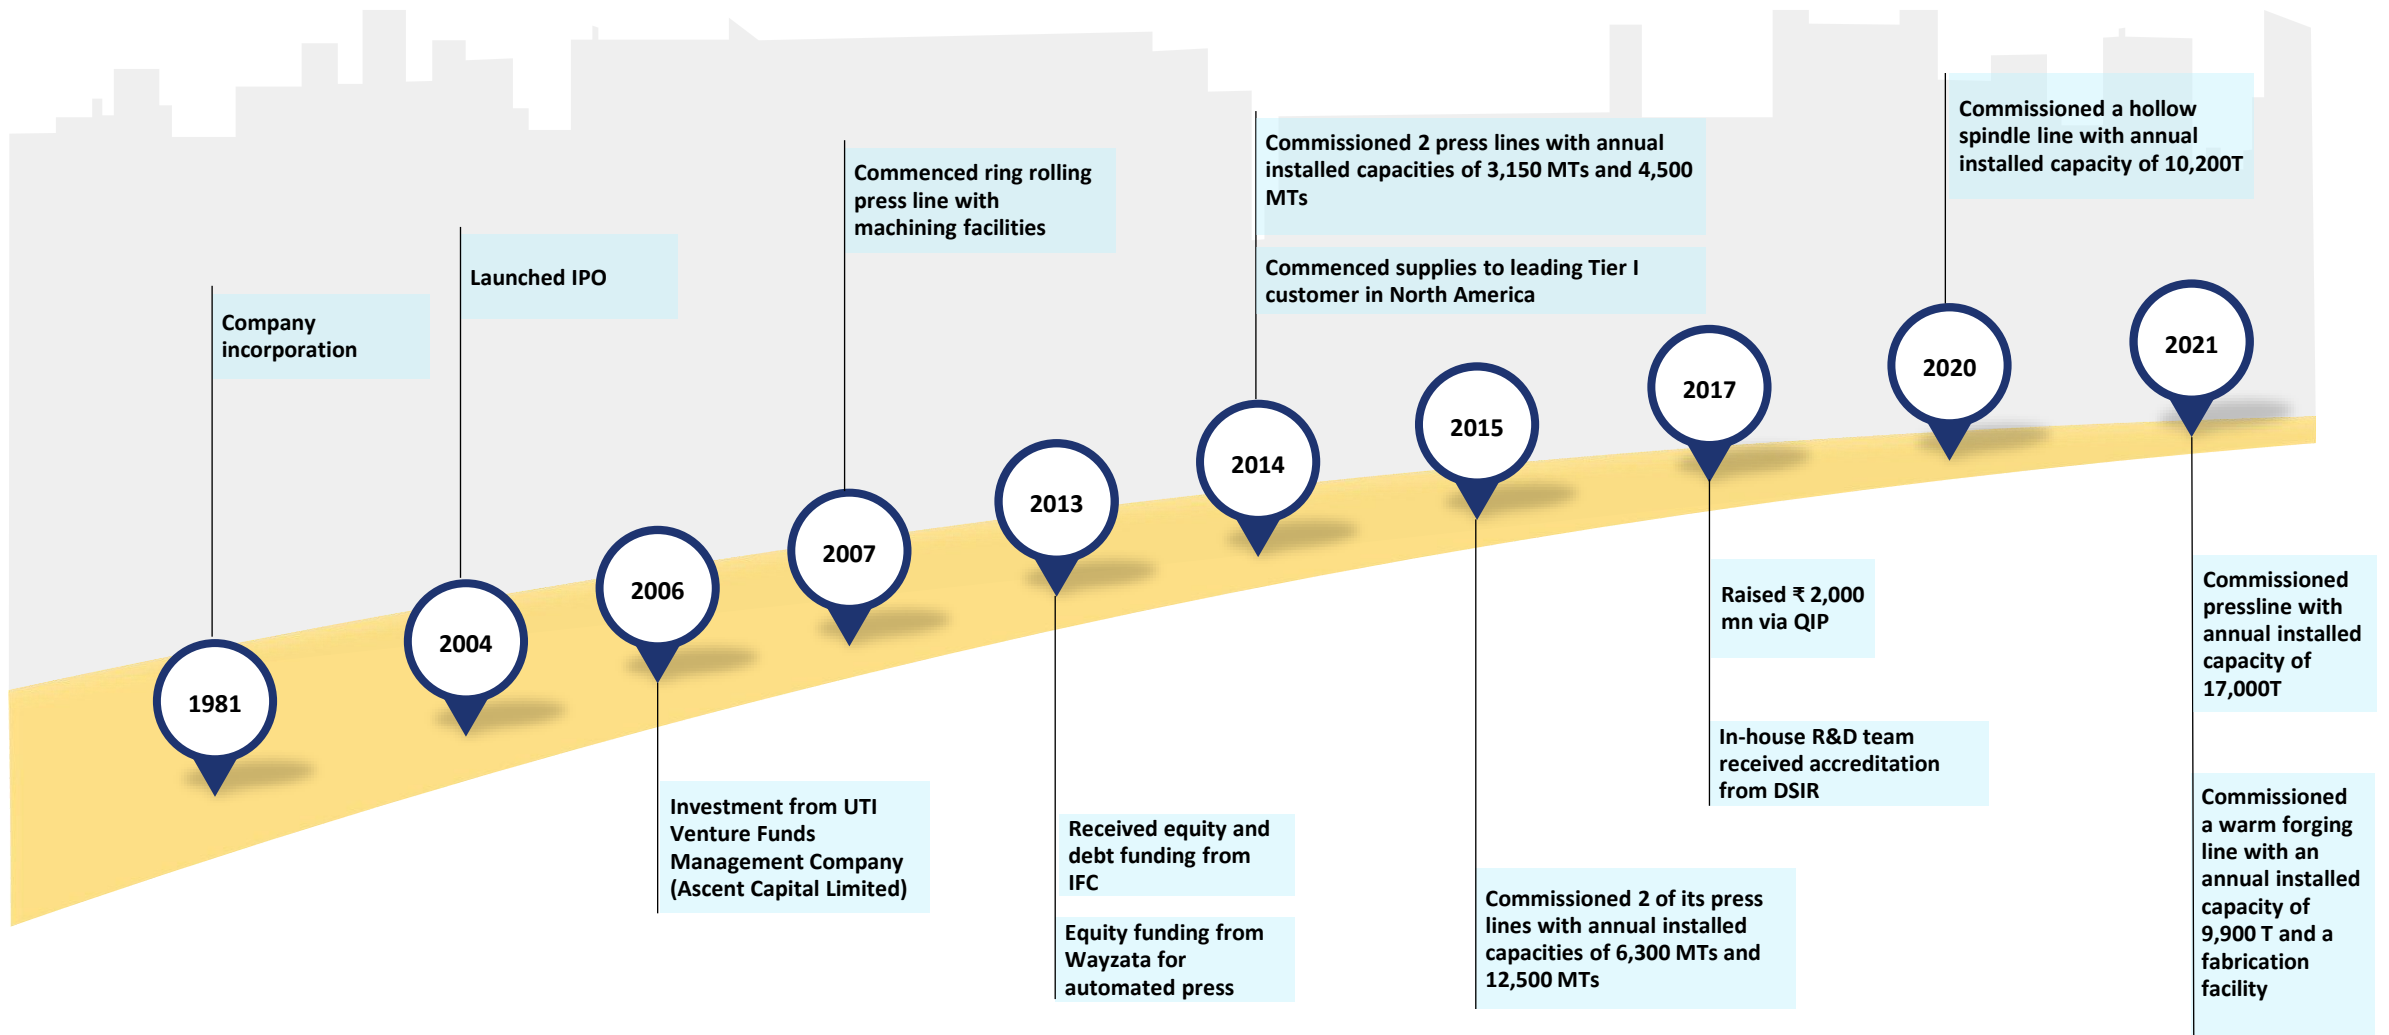 1981
Company
incorporation
2004
Launched IPO
2006
Investment from UTI
Venture Funds
Management Company
(Ascent Capital Limited)
2007
Commenced ring rolling
press line with
machining facilities
2013
Received equity and
debt funding from
IFC
Equity funding from
Wayzata for
automated press
2014
Commissioned 2 press lines with annual
installed capacities of 3,150 MTs and 4,500
MTs
Commenced supplies to leading Tier I
customer in North America
2015
Commissioned 2 of its press
lines with annual installed
capacities of 6,300 MTs and
12,500 MTs
2017
Raised ₹ 2,000
mn via QIP
In-house R&D team
received accreditation
from DSIR
2020
Commissioned a hollow
spindle line with annual
installed capacity of 10,200T
2021
Commissioned
pressline with
annual installed
capacity of
17,000T
Commissioned
a warm forging
line with an
annual installed
capacity of
9,900 T and a
fabrication
facility